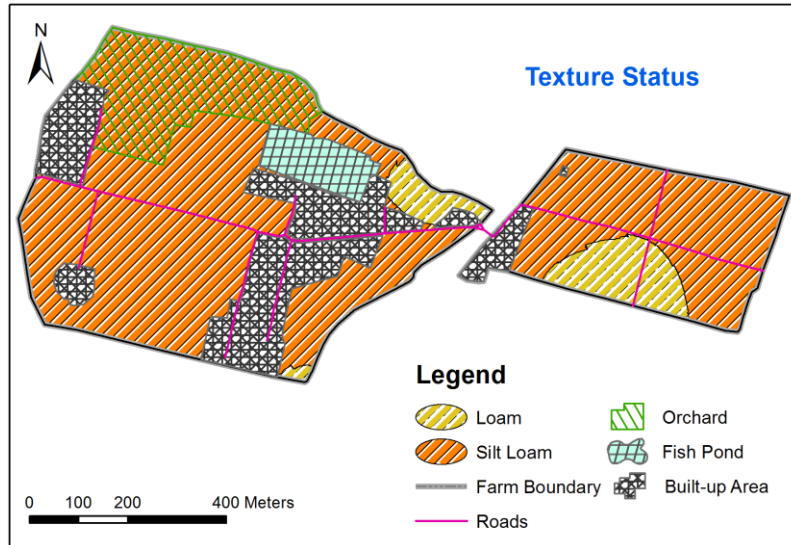 N
Texture Status
Legend
Loam
Orchard
Silt Loam
Fish Pond
Farm Boundary
Built-up Area
Roads
0 100 200 400 Meters